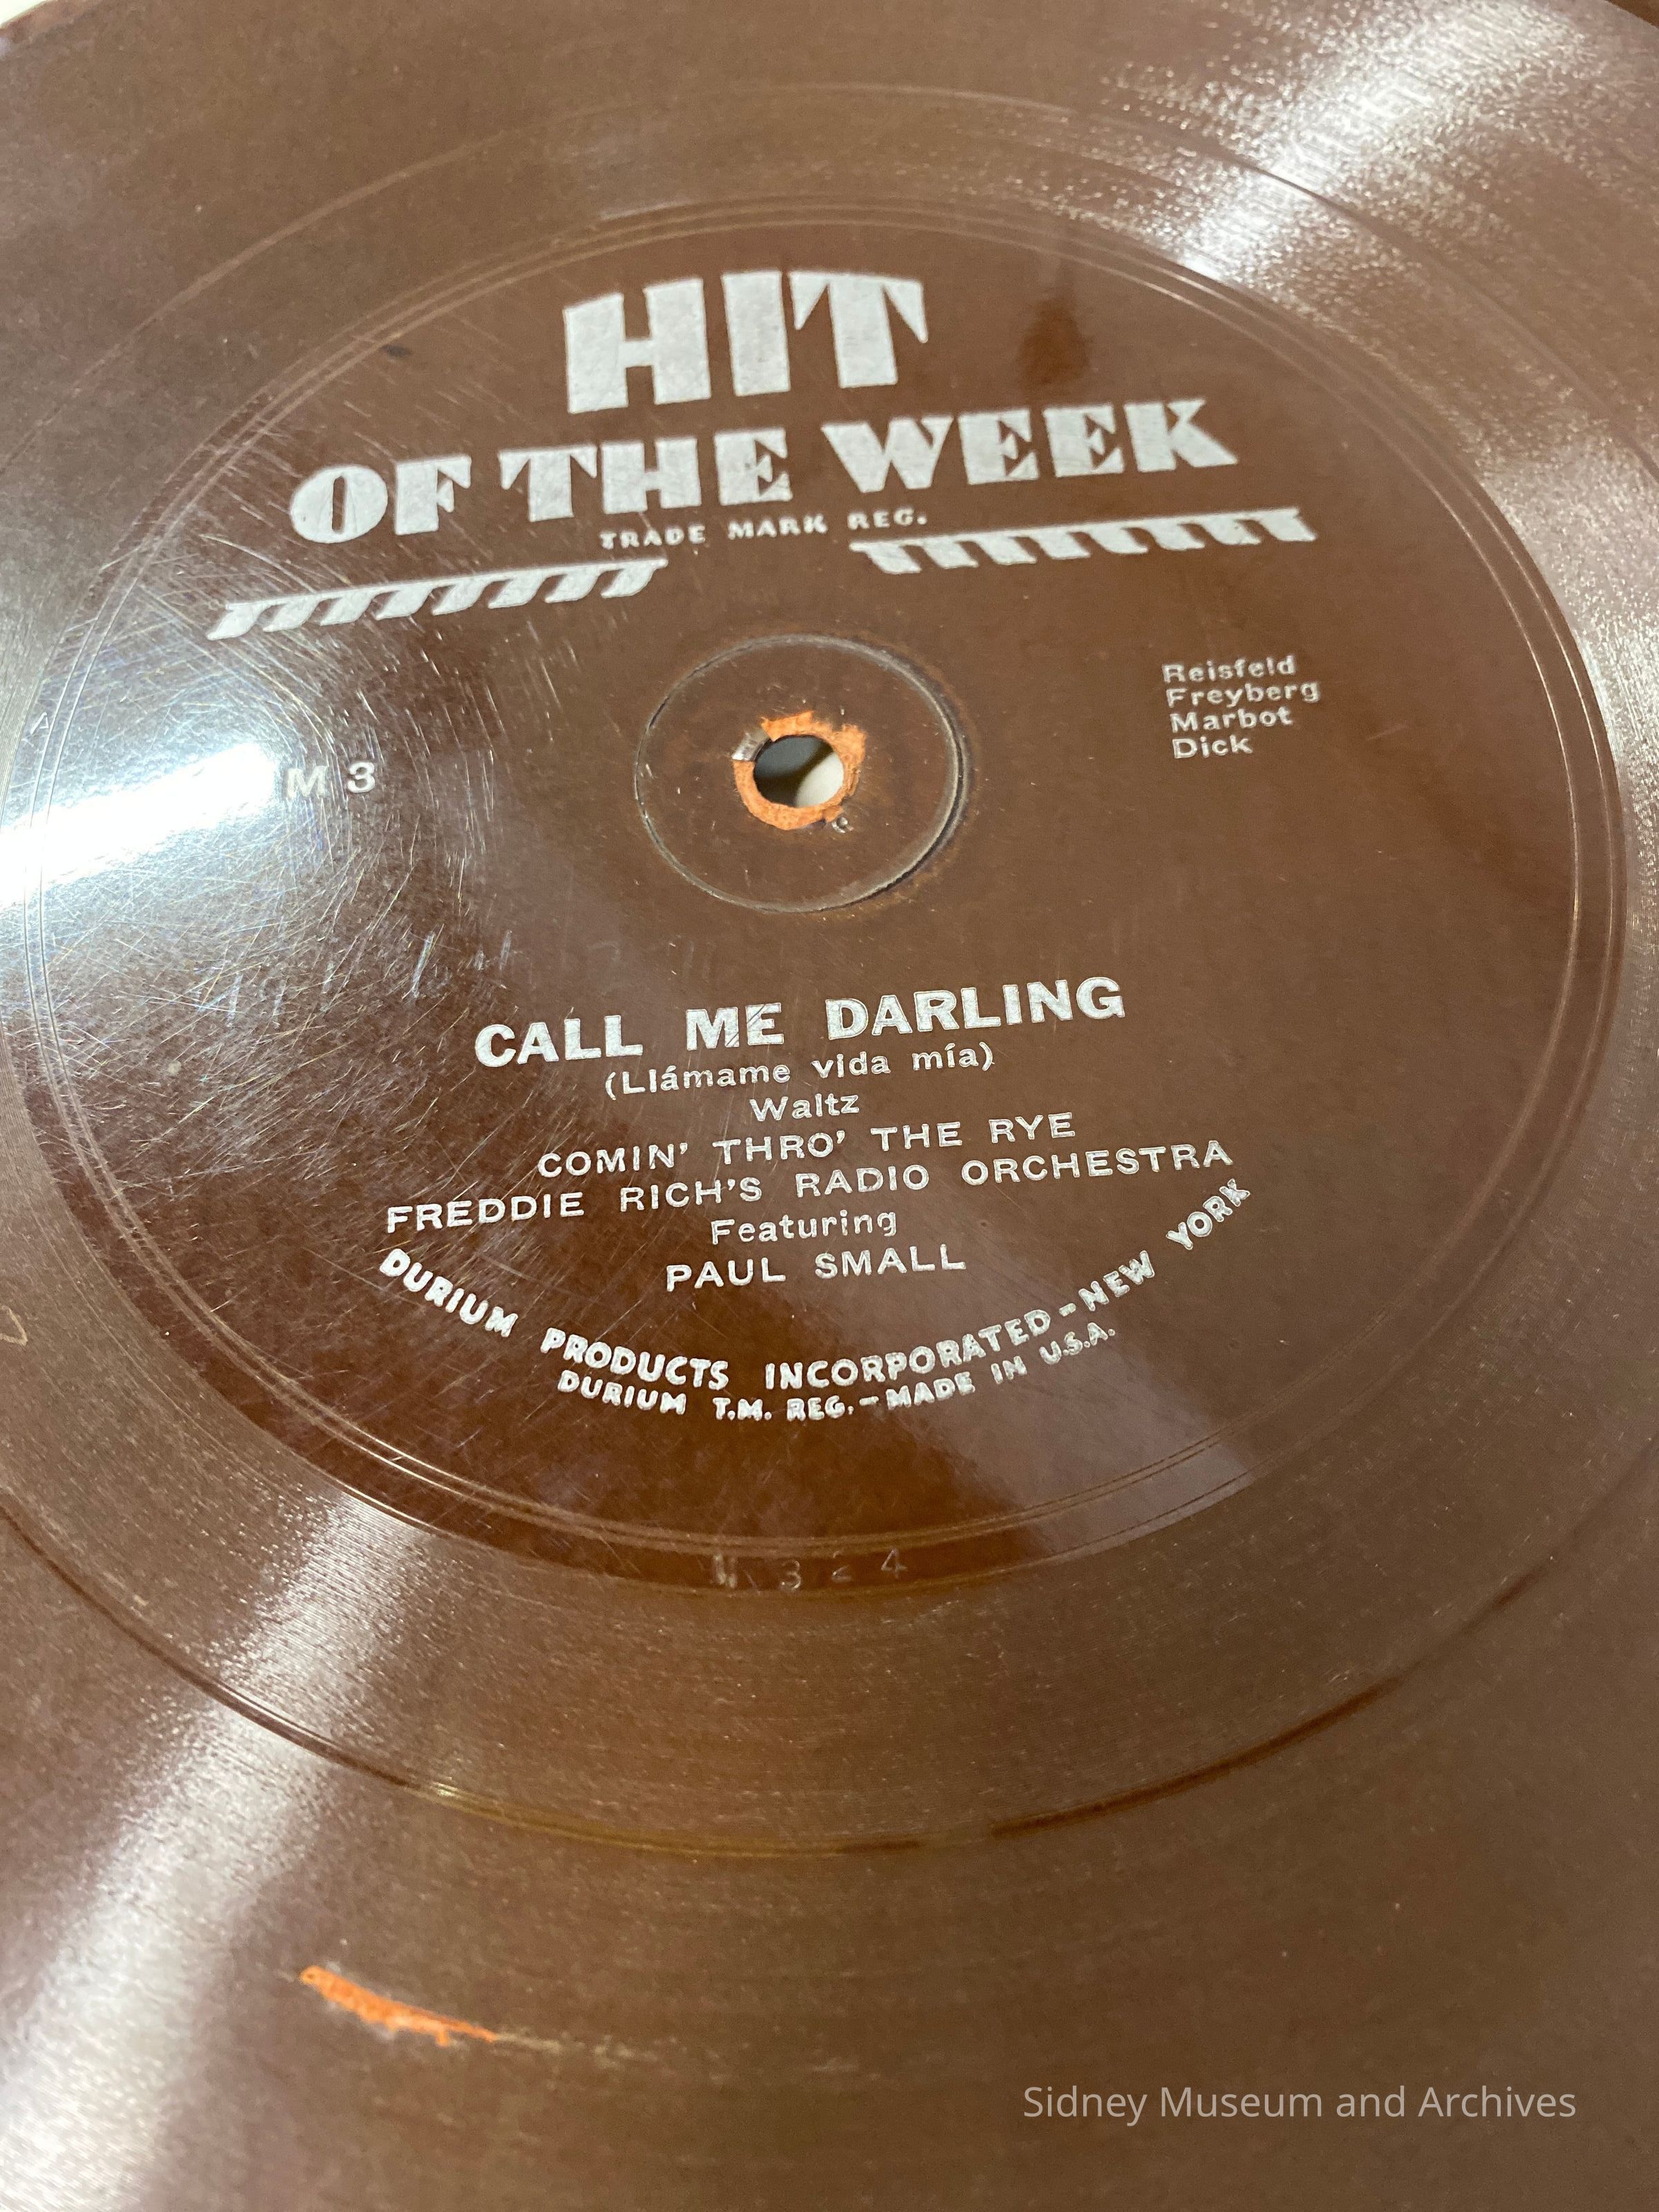 HIT
OF THE WEEK
TRADE MARK REG.
Reisfeld
Freyberg
Marbot
Dick
M 3
CALL ME DARLING
(Llámame vida mía)
Waltz
COMIN' THRO' THE RYE
FREDDIE RICH'S RADIO ORCHESTRA
Featuring
PAUL SMALL
DURIUM PRODUCTS INCORPORATED-NEW YORK
DURIUM T.M. REG.-MADE IN U.S.A.
324
Sidney Museum and Archives